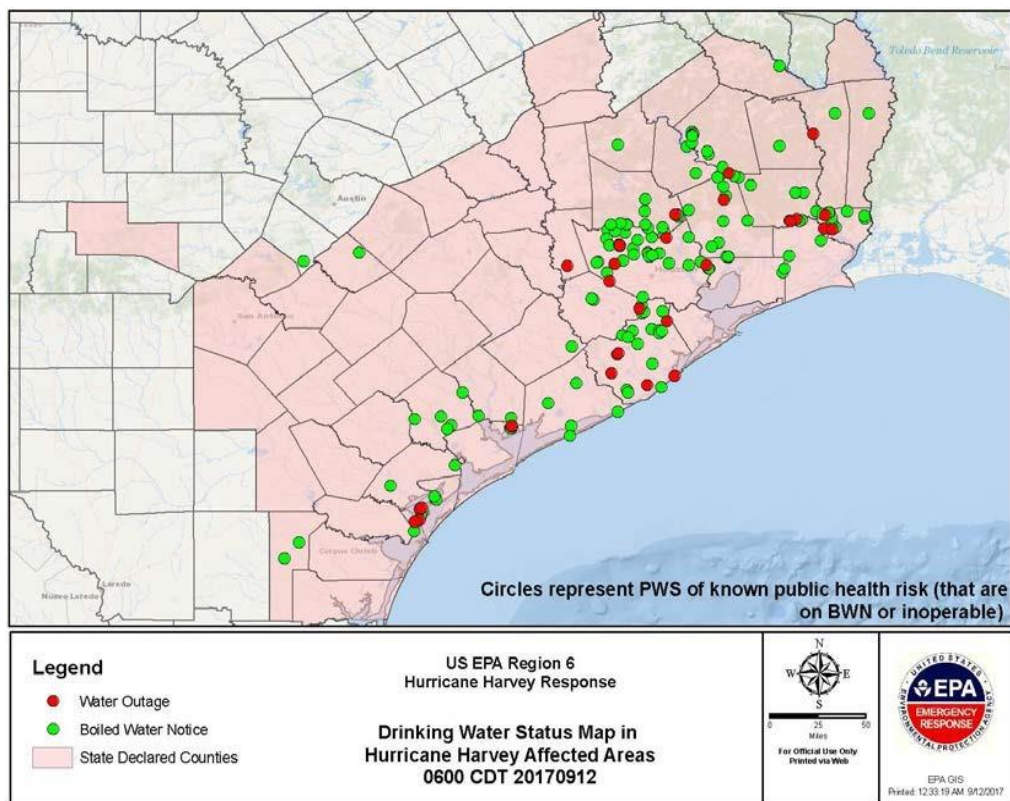 Toledo Bend Reservoir
Austin
San Antonio
Corpus Christi
Laredo
Nuevo Laredo
Circles represent PWS of known public health risk (that are
on BWN or inoperable)
Legend
Water Outage
Boiled Water Notice
State Declared Counties
US EPA Region 6
Hurricane Harvey Response
Drinking Water Status Map in
Hurricane Harvey Affected Areas
0600 CDT 20170912
N
W
E
S
0
25
50
Miles
For Official Use Only
Printed via Web
UNITED STATES
ENVIRONMENTAL PROTECTION AGENCY
EPA
EMERGENCY
RESPONSE
EPA GIS
Printed: 12:33:19 AM 9/12/2017